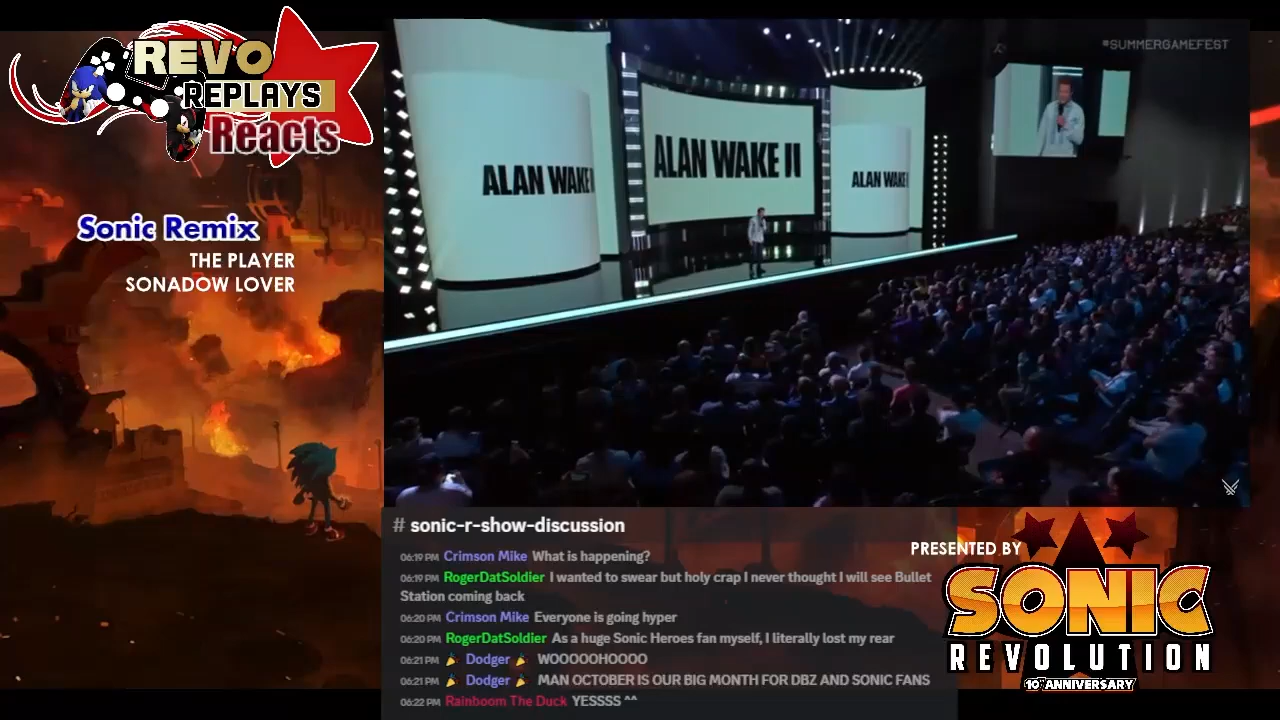 REVO
REPLAYS
Reacts
Sonic Remix
THE PLAYER
SONADOW LOVER
#SUMMERGAMEFEST
ALAN WAKE II
ALAN WAKE II
ALAN WAKE
# sonic-r-show-discussion
06:19 PM Crimson Mike What is happening?
06:19 PM RogerDatSoldier I wanted to swear but holy crap I never thought I will see Bullet
Station coming back
06:20 PM Crimson Mike Everyone is going hyper
06:20 PM RogerDatSoldier As a huge Sonic Heroes fan myself, I literally lost my rear
06:21 PM 🎉 Dodger 🎉 WOOOOOHOOOO
06:21 PM 🎉 Dodger 🎉 MAN OCTOBER IS OUR BIG MONTH FOR DBZ AND SONIC FANS
06:22 PM Rainboom The Duck YESSSS ^^
PRESENTED BY
SONIC
REVOLUTION
10TH ANNIVERSARY